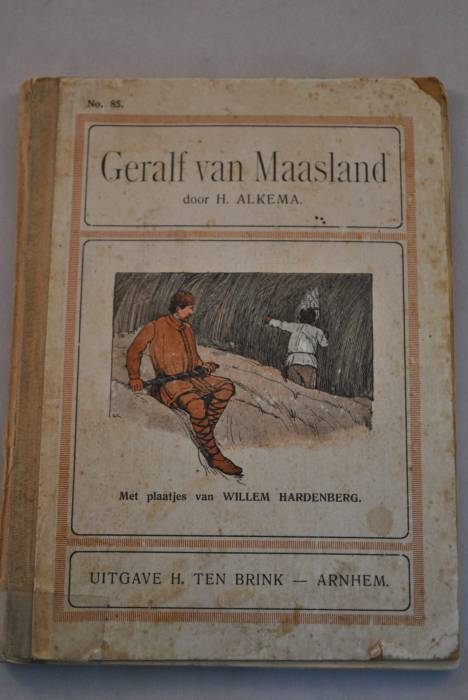 No. 85.
Geralf van Maasland
door H. ALKEMA.
Met plaatjes van WILLEM HARDENBERG.
UITGAVE H. TEN BRINK — ARNHEM.